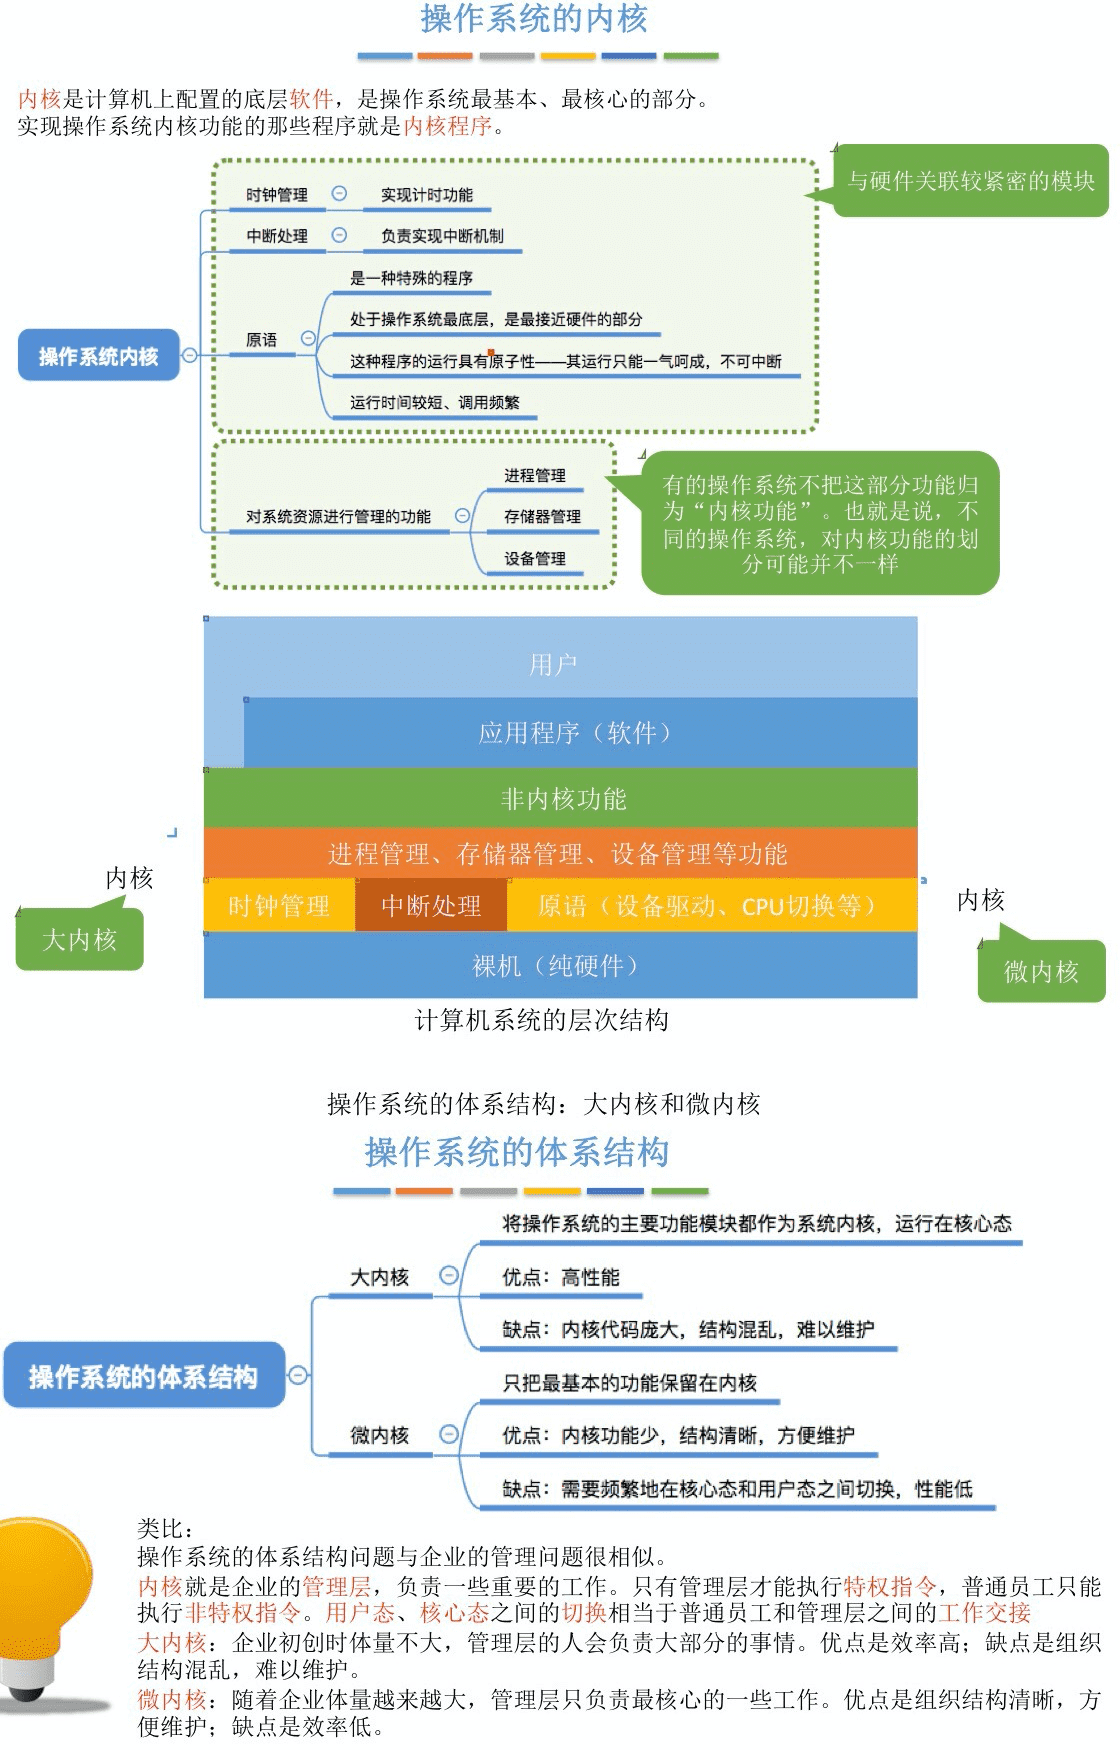 操作系统的内核
内核是计算机上配置的底层软件，是操作系统最基本、最核心的部分。
实现操作系统内核功能的那些程序就是内核程序。
与硬件关联较紧密的模块
时钟管理
实现计时功能
中断处理
负责实现中断机制
是一种特殊的程序
处于操作系统最底层，是最接近硬件的部分
原语
操作系统内核
这种程序的运行具有原子性——其运行只能一气呵成，不可中断
运行时间较短、调用频繁
进程管理
对系统资源进行管理的功能
存储器管理
设备管理
有的操作系统不把这部分功能归
为“内核功能”。也就是说，不
同的操作系统，对内核功能的划
分可能并不一样
用户
应用程序（软件）
非内核功能
进程管理、存储器管理、设备管理等功能
内核
大内核
时钟管理
中断处理
原语（设备驱动、CPU切换等）
内核
微内核
裸机（纯硬件）
计算机系统的层次结构
操作系统的体系结构：大内核和微内核
操作系统的体系结构
将操作系统的主要功能模块都作为系统内核，运行在核心态
大内核
优点：高性能
缺点：内核代码庞大，结构混乱，难以维护
操作系统的体系结构
只把最基本的功能保留在内核
微内核
优点：内核功能少，结构清晰，方便维护
缺点：需要频繁地在核心态和用户态之间切换，性能低
类比：
操作系统的体系结构问题与企业的管理问题很相似。
内核就是企业的管理层，负责一些重要的工作。只有管理层才能执行特权指令，普通员工只能
执行非特权指令。用户态、核心态之间的切换相当于普通员工和管理层之间的工作交接
大内核：企业初创时体量不大，管理层的人会负责大部分的事情。优点是效率高；缺点是组织
结构混乱，难以维护。
微内核：随着企业体量越来越大，管理层只负责最核心的一些工作。优点是组织结构清晰，方
便维护；缺点是效率低。